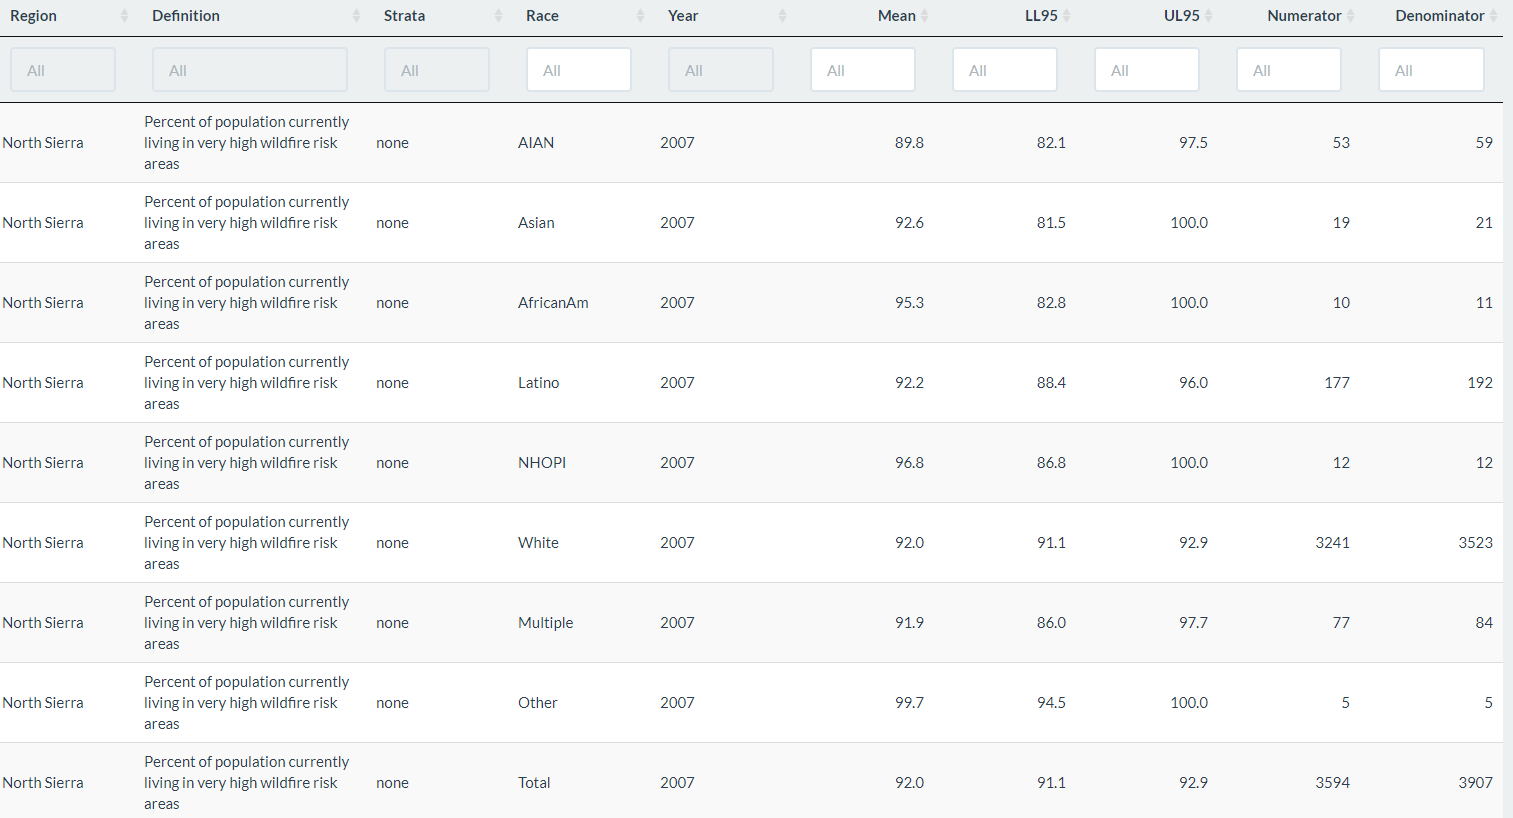 Region Definition Strata Race Year Mean LL95 UL95 Numerator Denominator
All All All All All All All All All All
Percent of population currently
North Sierra living in very high wildfire risk none AIAN 2007 89.8 82.1 97.5 53 59
areas
Percent of population currently
North Sierra living in very high wildfire risk none Asian 2007 92.6 81.5 100.0 19 21
areas
Percent of population currently
North Sierra living in very high wildfire risk none AfricanAm 2007 95.3 82.8 100.0 10 11
areas
Percent of population currently
North Sierra living in very high wildfire risk none Latino 2007 92.2 88.4 96.0 177 192
areas
Percent of population currently
North Sierra living in very high wildfire risk none NHOPI 2007 96.8 86.8 100.0 12 12
areas
Percent of population currently
North Sierra living in very high wildfire risk none White 2007 92.0 91.1 92.9 3241 3523
areas
Percent of population currently
North Sierra living in very high wildfire risk none Multiple 2007 91.9 86.0 97.7 77 84
areas
Percent of population currently
North Sierra living in very high wildfire risk none Other 2007 99.7 94.5 100.0 5 5
areas
Percent of population currently
North Sierra living in very high wildfire risk none Total 2007 92.0 91.1 92.9 3594 3907
areas